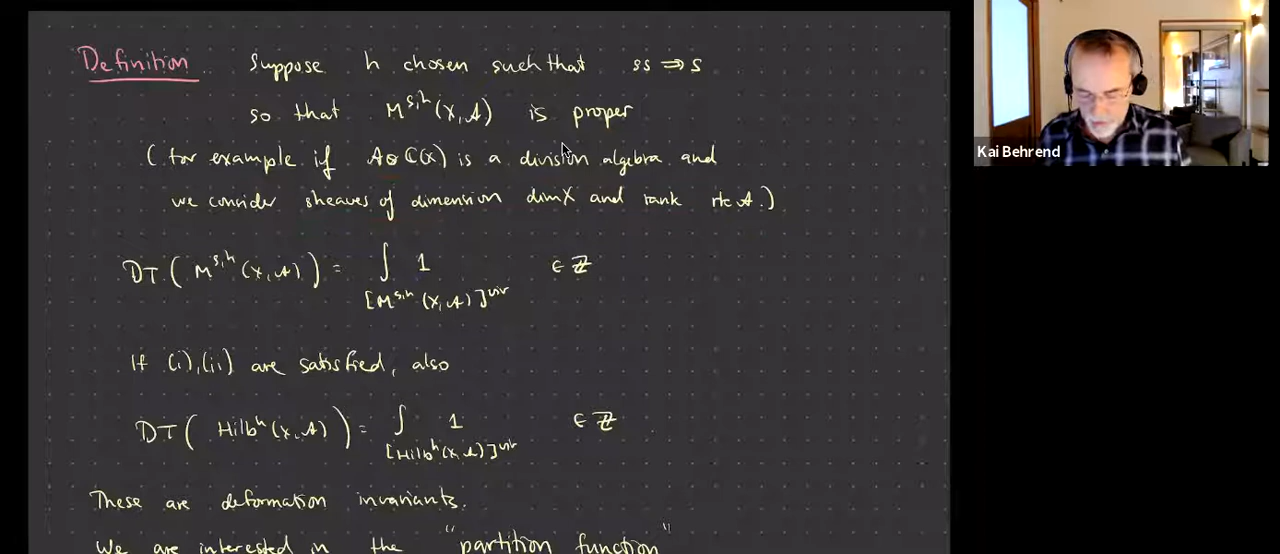 Definition Suppose h chosen such that ss ⇒ s
so that M^{s,h}(X,A) is proper
(for example if A⊗ℂ(X) is a division algebra and
we consider sheaves of dimension dim X and rank rk A.)
DT(M^{s,h}(X,A)) = ∫_{[M^{s,h}(X,A)]^{vir}} 1 ∈ ℤ
If (i),(ii) are satisfied, also
DT(Hilb^h(X,A)) = ∫_{[Hilb^h(X,A)]^{vir}} 1 ∈ ℤ
These are deformation invariants.
We are interested in the "partition function"
Kai Behrend